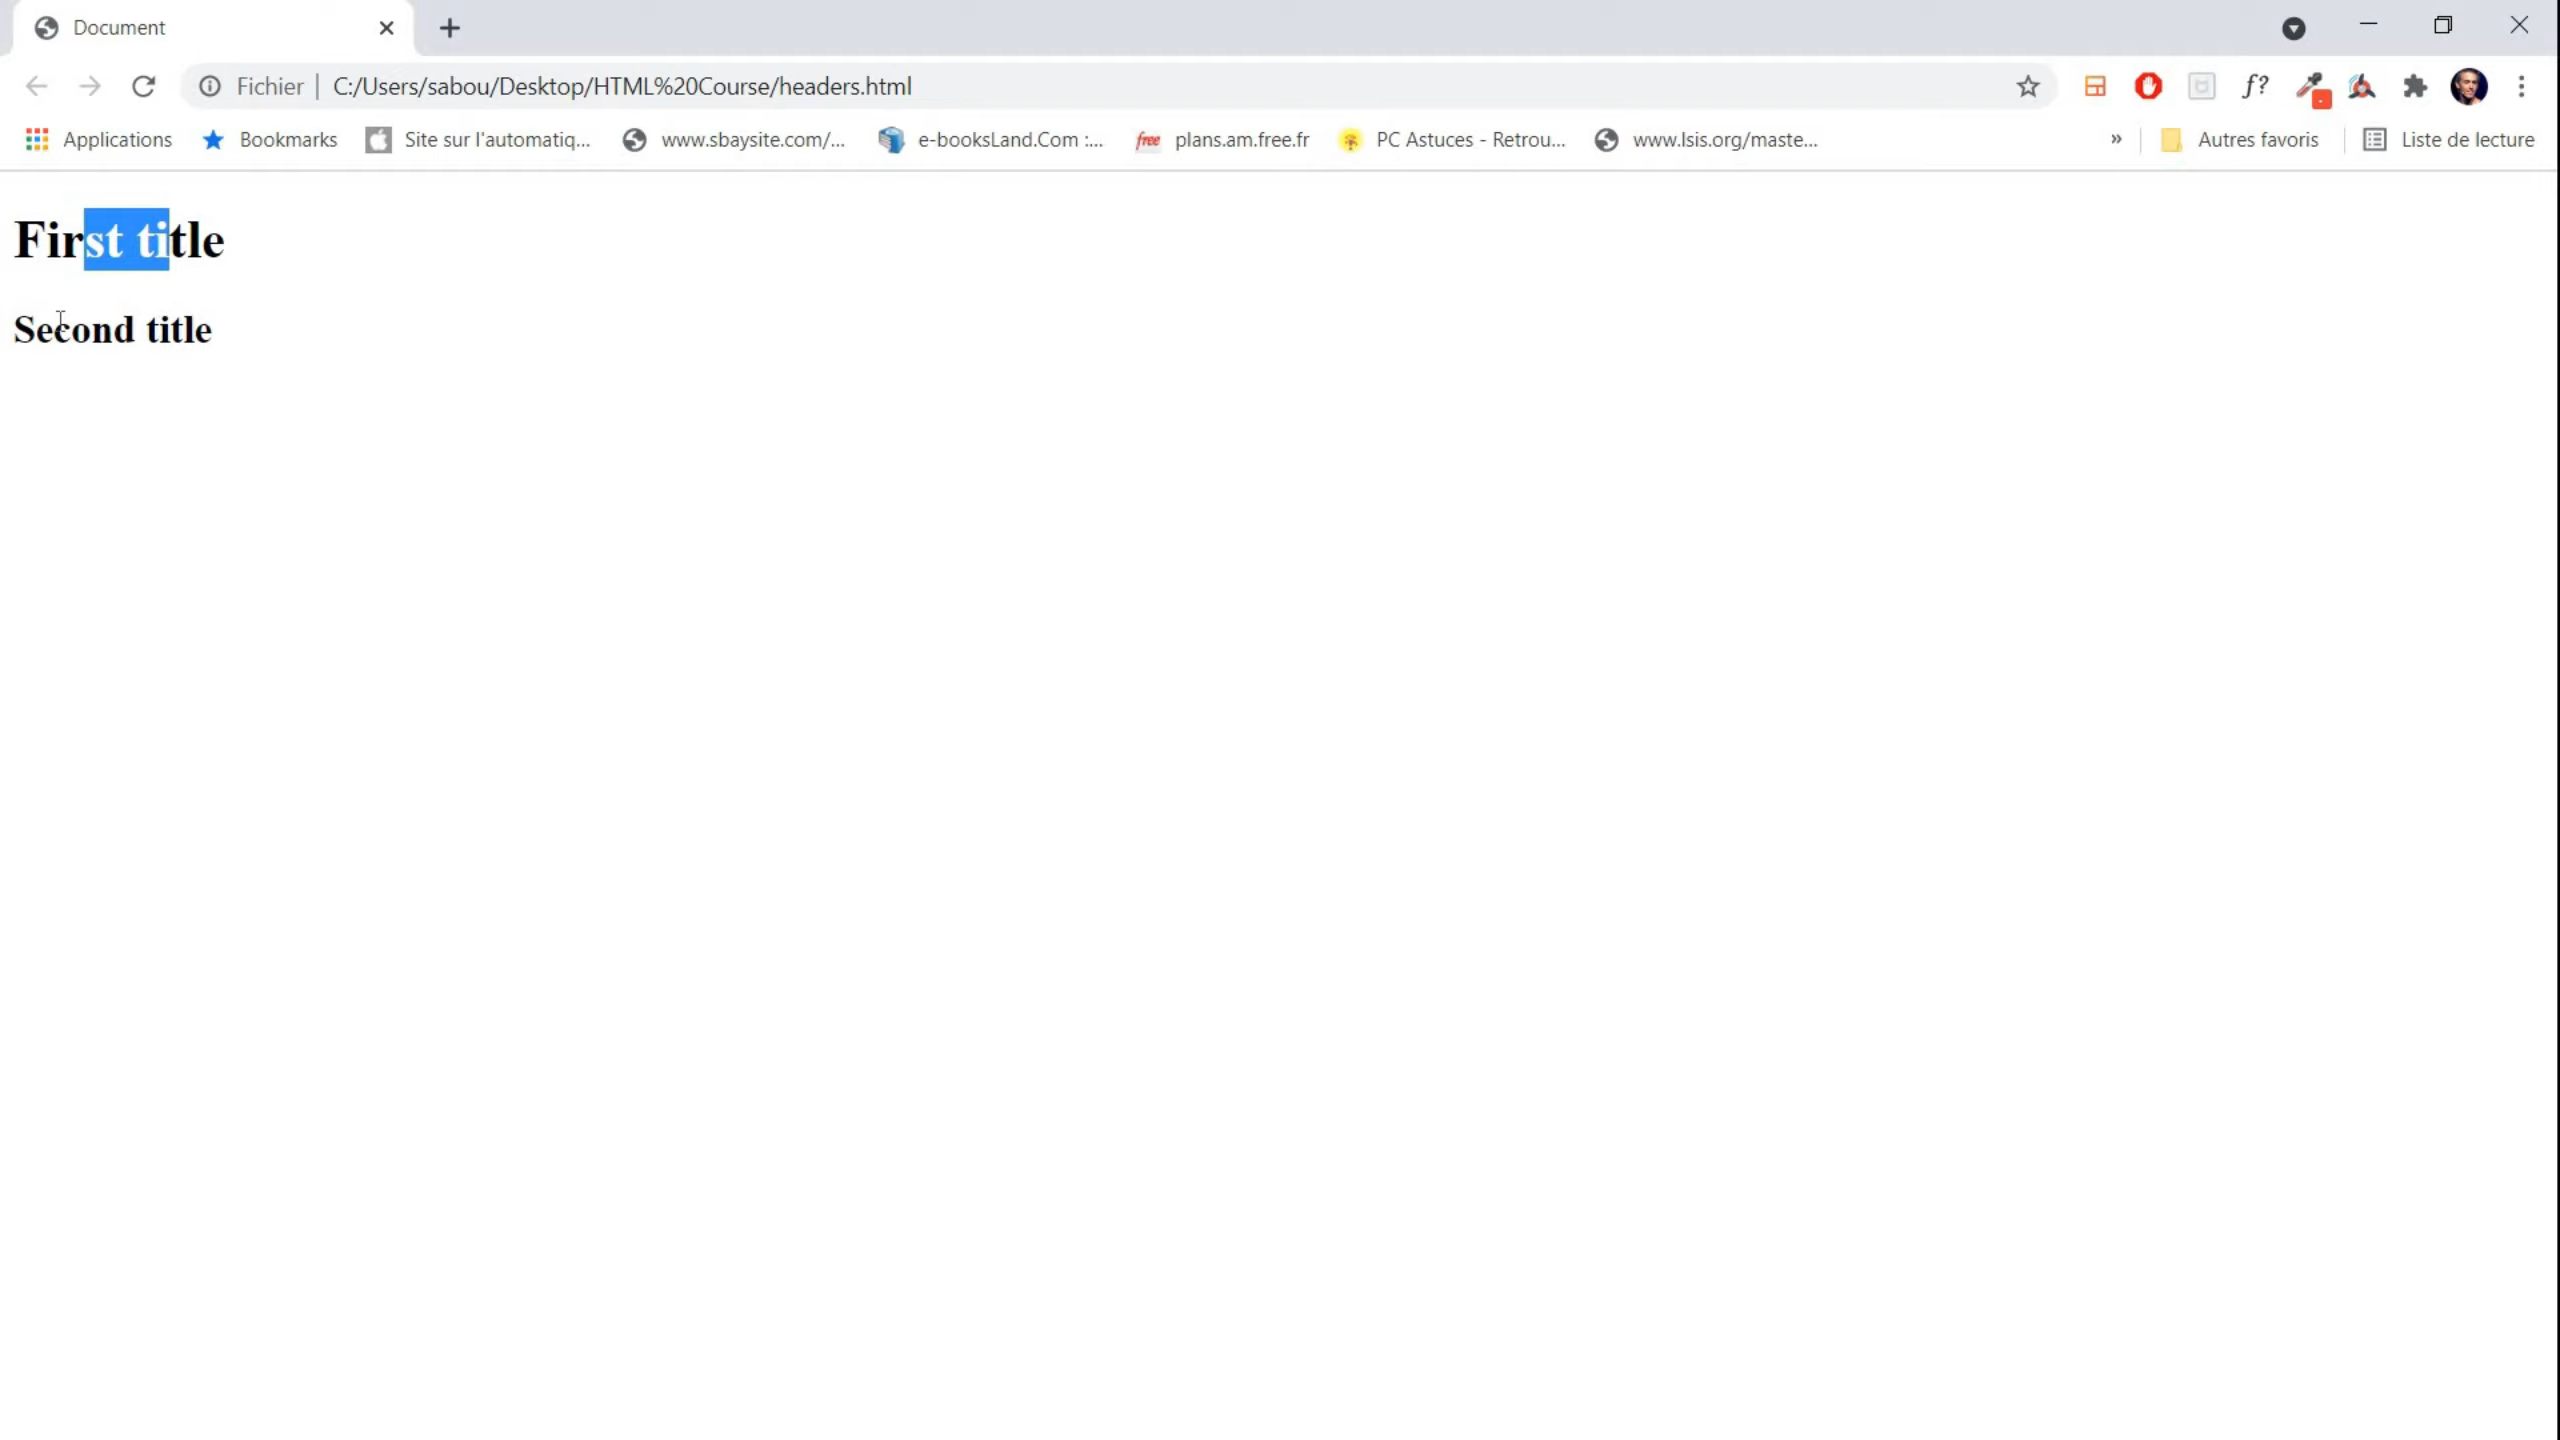 Document
Fichier | C:/Users/sabou/Desktop/HTML%20Course/headers.html
f?
Applications Bookmarks Site sur l'automatiq... www.sbaysite.com/... e-booksLand.Com :... free plans.am.free.fr PC Astuces - Retrou... www.lsis.org/maste... » Autres favoris Liste de lecture
First title
Second title